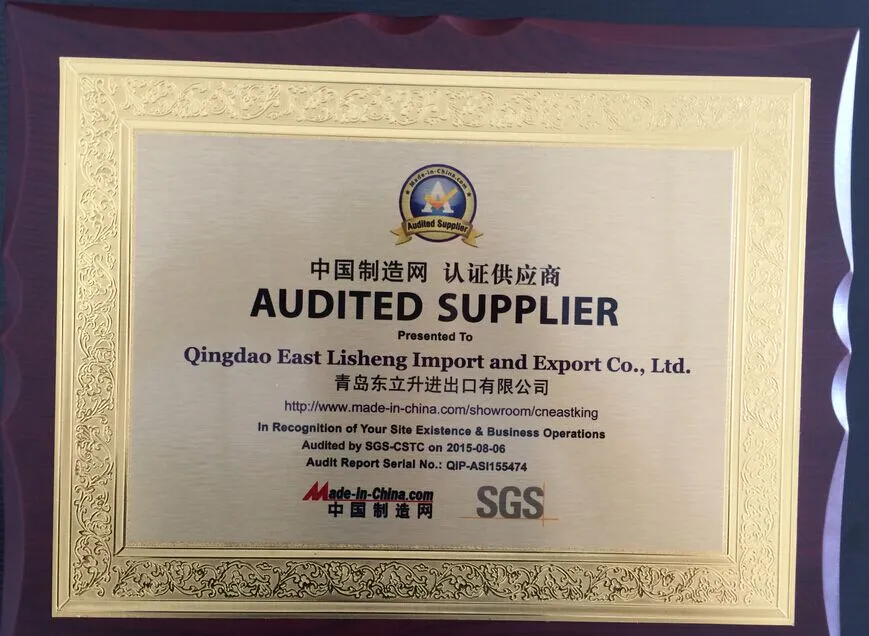 Made-in-China.com
Audited Supplier
中国制造网 认证供应商
AUDITED SUPPLIER
Presented To
Qingdao East Lisheng Import and Export Co., Ltd.
青岛东立升进出口有限公司
http://www.made-in-china.com/showroom/cneastking
In Recognition of Your Site Existence & Business Operations
Audited by SGS-CSTC on 2015-08-06
Audit Report Serial No.: QIP-ASI155474
Made-in-China.com
中国制造网
SGS